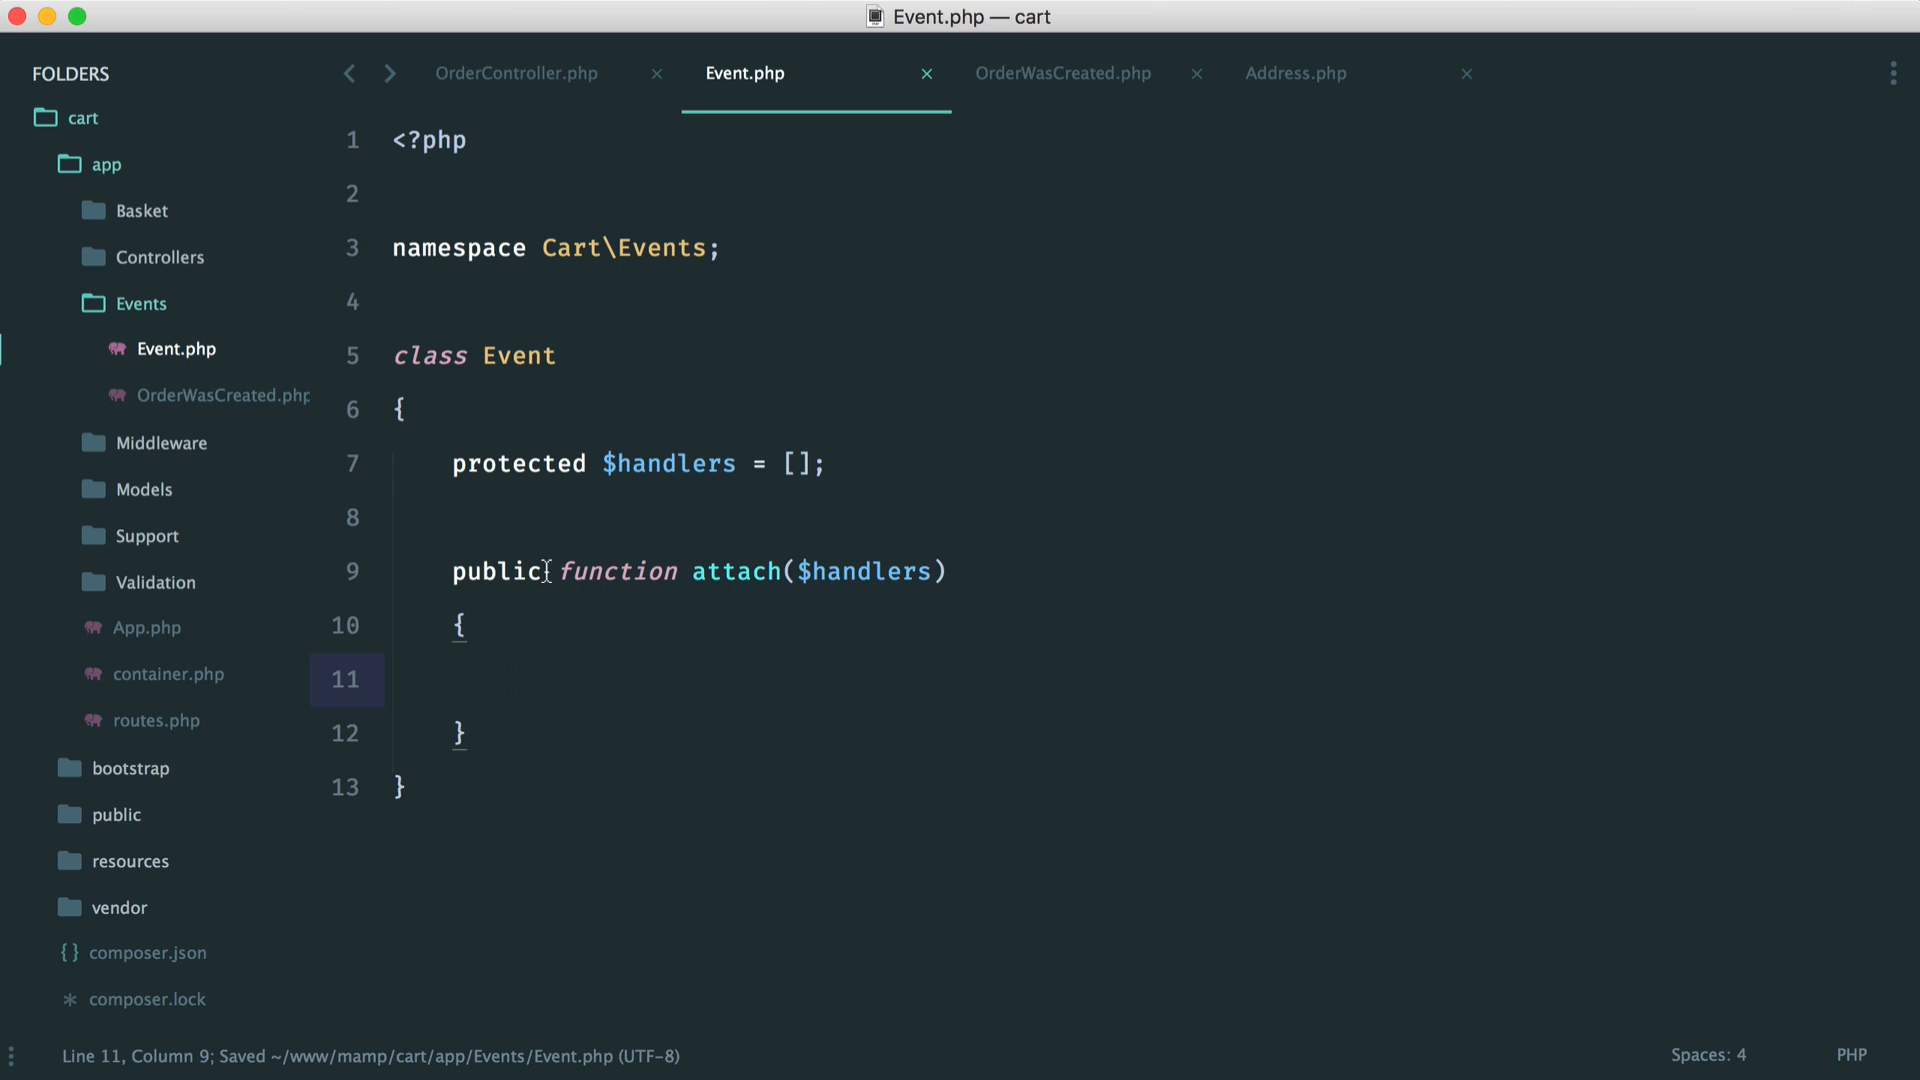 Event.php — cart
FOLDERS
cart
app
Basket
Controllers
Events
Event.php
OrderWasCreated.php
Middleware
Models
Support
Validation
App.php
container.php
routes.php
bootstrap
public
resources
vendor
{} composer.json
* composer.lock
OrderController.php × Event.php × OrderWasCreated.php × Address.php ×
1 <?php
2
3 namespace Cart\Events;
4
5 class Event
6 {
7 protected $handlers = [];
8
9 public function attach($handlers)
10 {
11
12 }
13 }
Line 11, Column 9; Saved ~/www/mamp/cart/app/Events/Event.php (UTF-8)
Spaces: 4
PHP